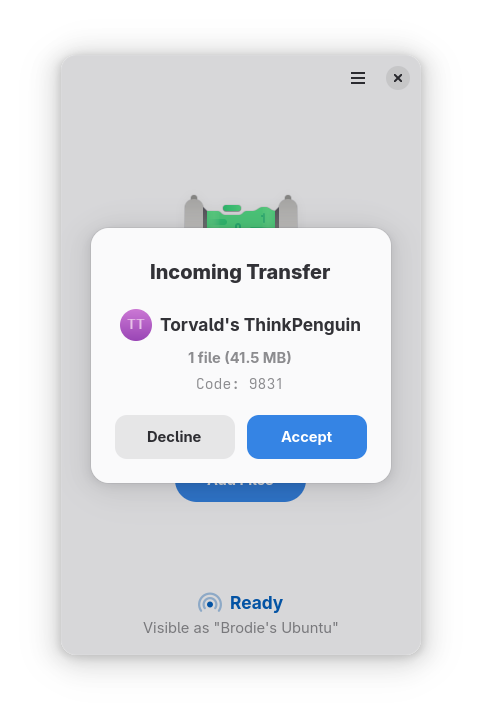 1
Incoming Transfer
TT Torvald's ThinkPenguin
1 file (41.5 MB)
Code: 9831
Decline Accept
Ready
Visible as "Brodie's Ubuntu"